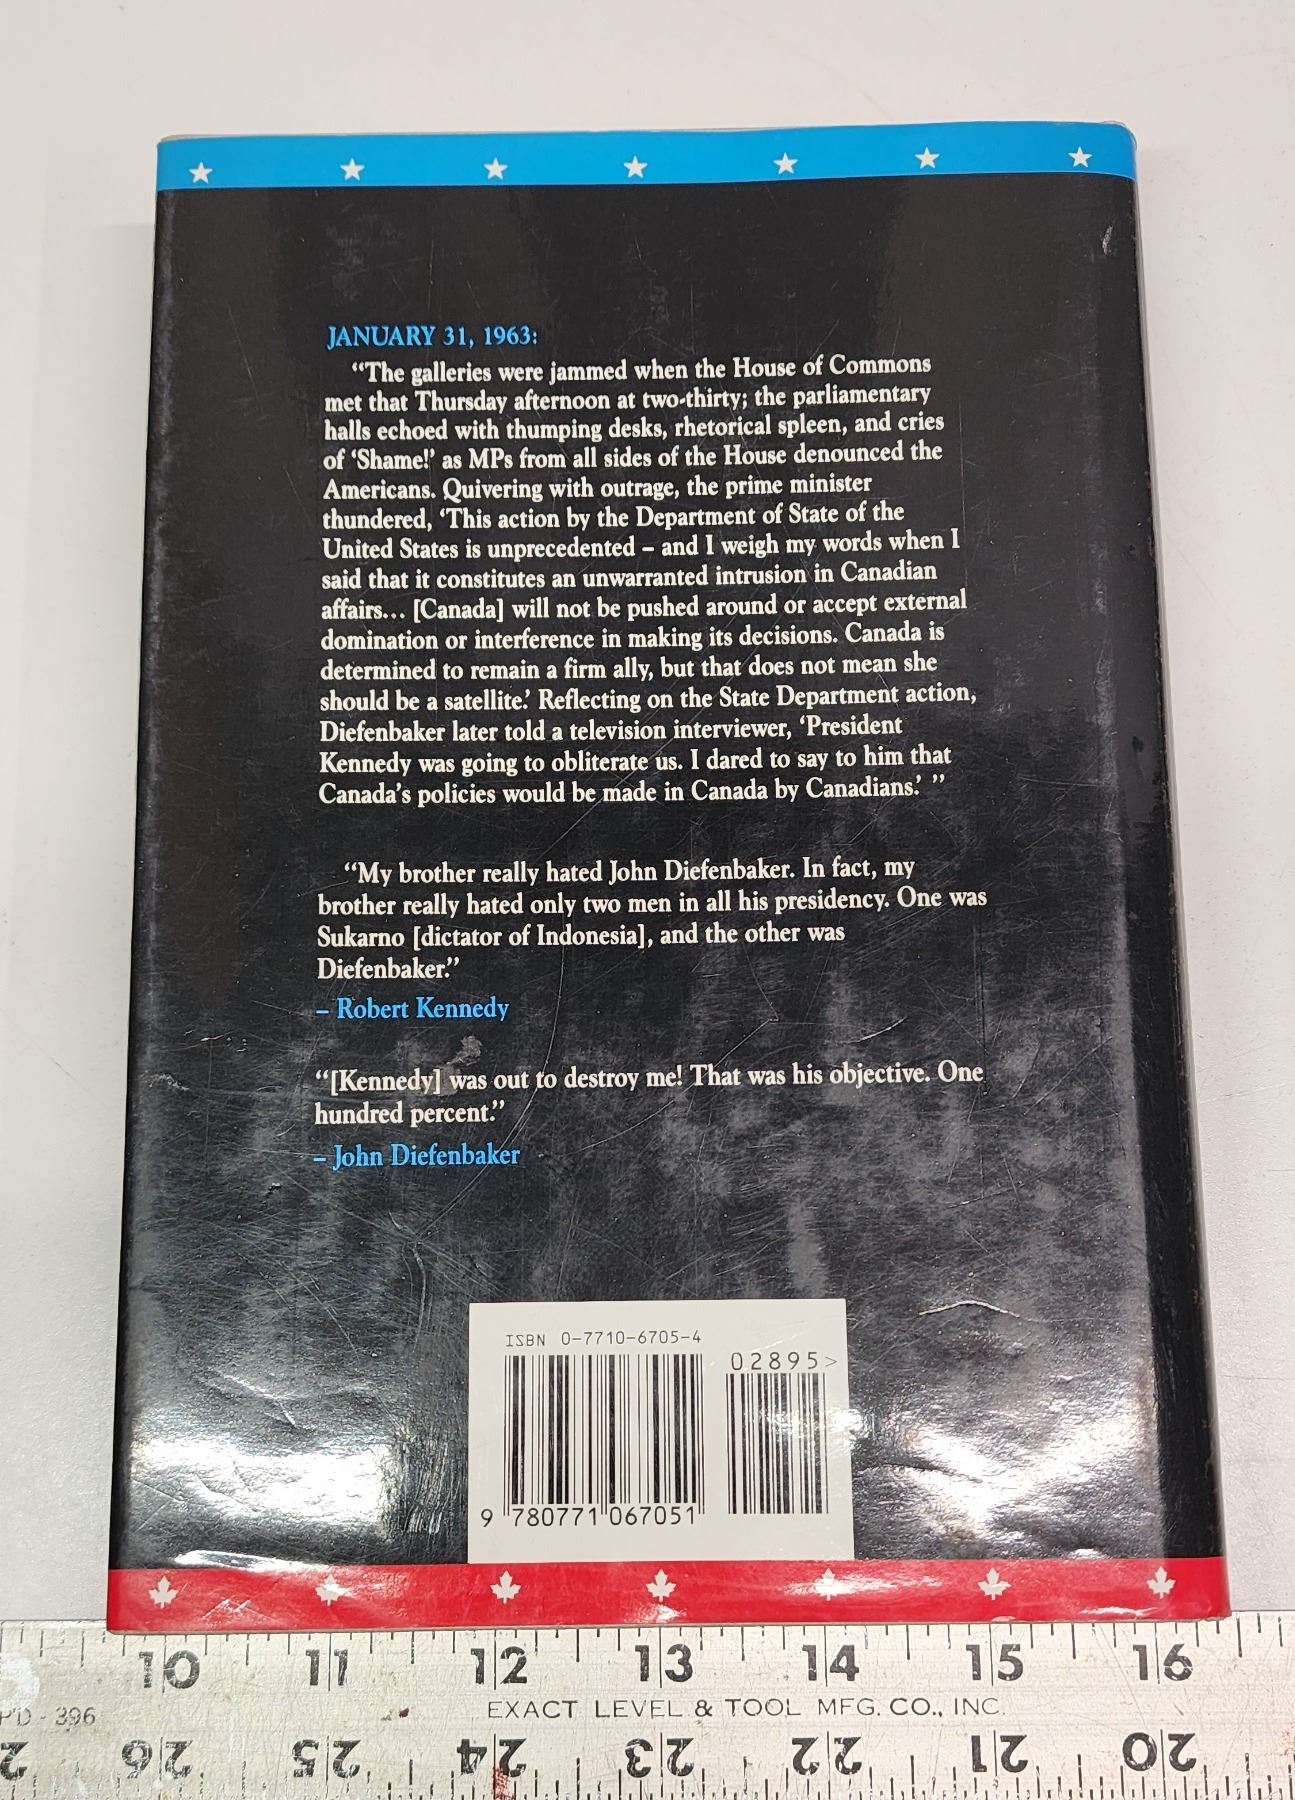 JANUARY 31, 1963:
“The galleries were jammed when the House of Commons
met that Thursday afternoon at two-thirty; the parliamentary
halls echoed with thumping desks, rhetorical spleen, and cries
of ‘Shame!’ as MPs from all sides of the House denounced the
Americans. Quivering with outrage, the prime minister
thundered, ‘This action by the Department of State of the
United States is unprecedented – and I weigh my words when I
said that it constitutes an unwarranted intrusion in Canadian
affairs... [Canada] will not be pushed around or accept external
domination or interference in making its decisions. Canada is
determined to remain a firm ally, but that does not mean she
should be a satellite.’ Reflecting on the State Department action,
Diefenbaker later told a television interviewer, ‘President
Kennedy was going to obliterate us. I dared to say to him that
Canada’s policies would be made in Canada by Canadians.’ ”
“My brother really hated John Diefenbaker. In fact, my
brother really hated only two men in all his presidency. One was
Sukarno [dictator of Indonesia], and the other was
Diefenbaker.”
– Robert Kennedy
“[Kennedy] was out to destroy me! That was his objective. One
hundred percent.”
– John Diefenbaker
ISBN 0-7710-6705-4
02895>
9 780771 067051
10 11 12 13 14 15 16
P'D - 396 EXACT LEVEL & TOOL MFG. CO., INC.
26 25 24 23 22 21 20